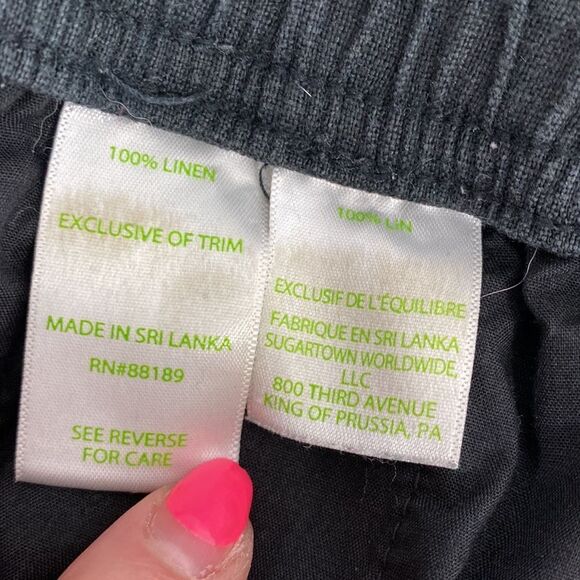 100% LINEN
EXCLUSIVE OF TRIM
MADE IN SRI LANKA
RN#88189
SEE REVERSE
FOR CARE
100% LIN
EXCLUSIF DE L'ÉQUILIBRE
FABRIQUE EN SRI LANKA
SUGARTOWN WORLDWIDE,
LLC
800 THIRD AVENUE
KING OF PRUSSIA, PA